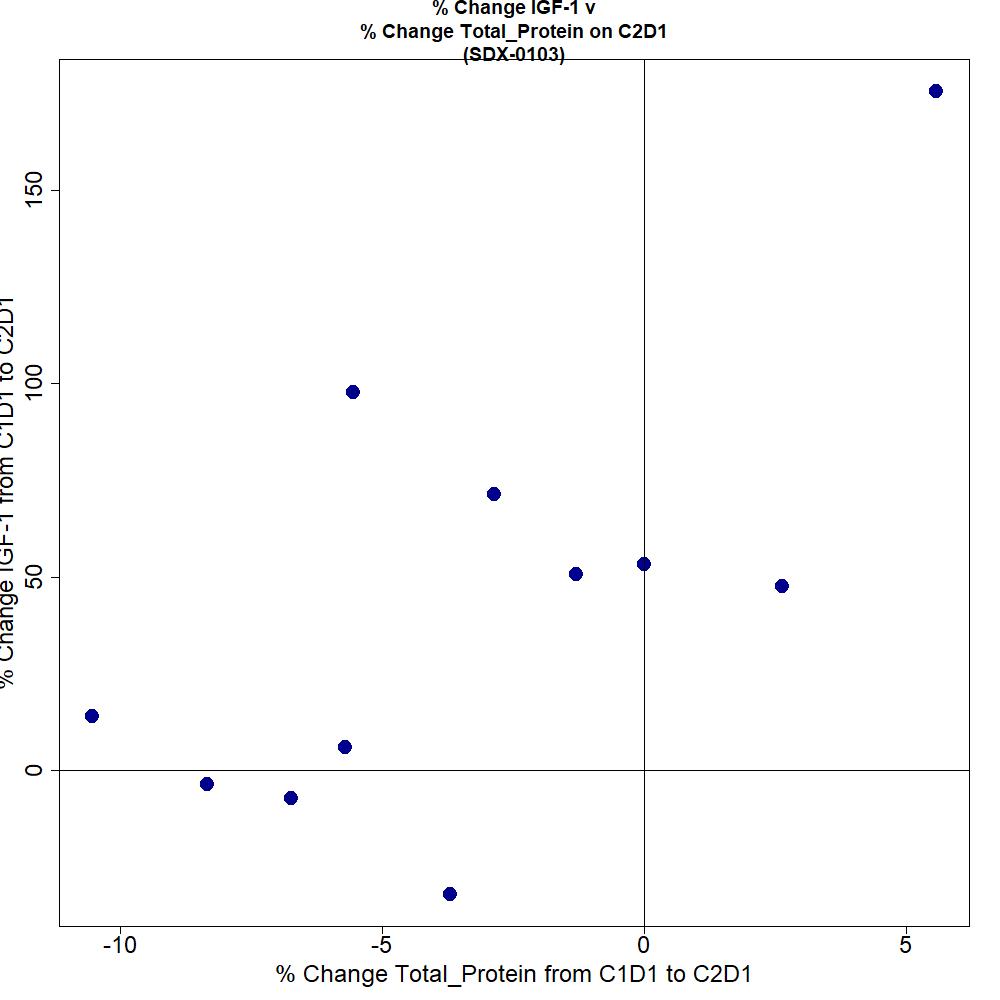 % Change IGF-1 v
% Change Total_Protein on C2D1
(SDX-0103)
% Change IGF-1 from C1D1 to C2D1
150
100
50
0
-10
-5
0
5
% Change Total_Protein from C1D1 to C2D1